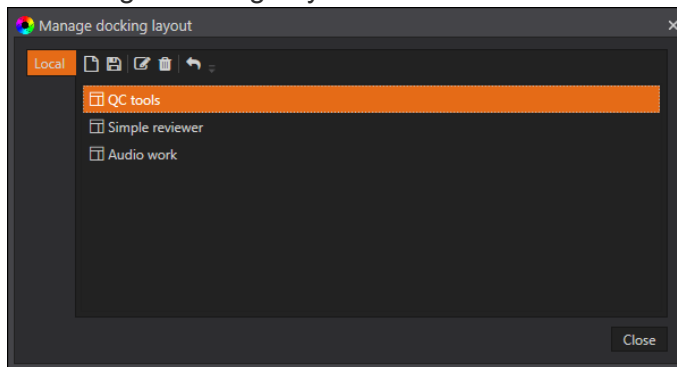 Manage docking layout
Local
QC tools
Simple reviewer
Audio work
Close